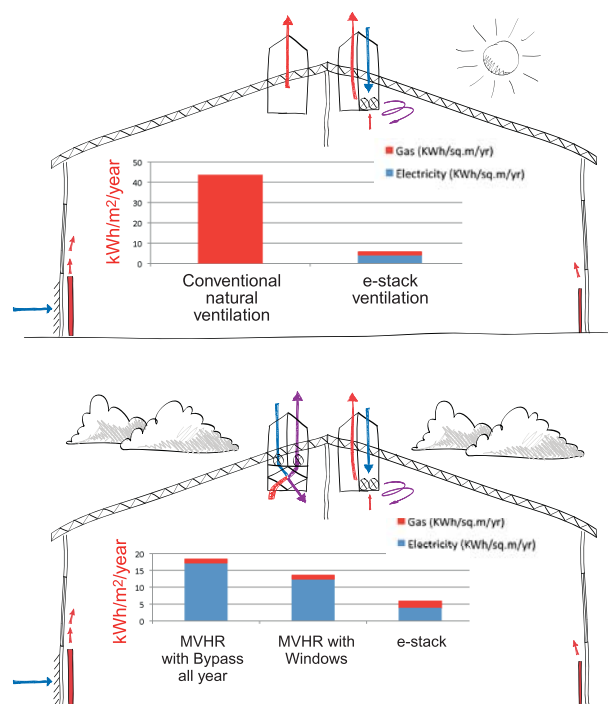 Gas (KWh/sq.m/yr)
Electricity (KWh/sq.m/yr)
kWh/m2/year
50
40
30
20
10
0
Conventional
natural
ventilation
e-stack
ventilation
Gas (KWh/sq.m/yr)
Electricity (KWh/sq.m/yr)
kWh/m2/year
20
15
10
5
0
MVHR
with Bypass
all year
MVHR with
Windows
e-stack